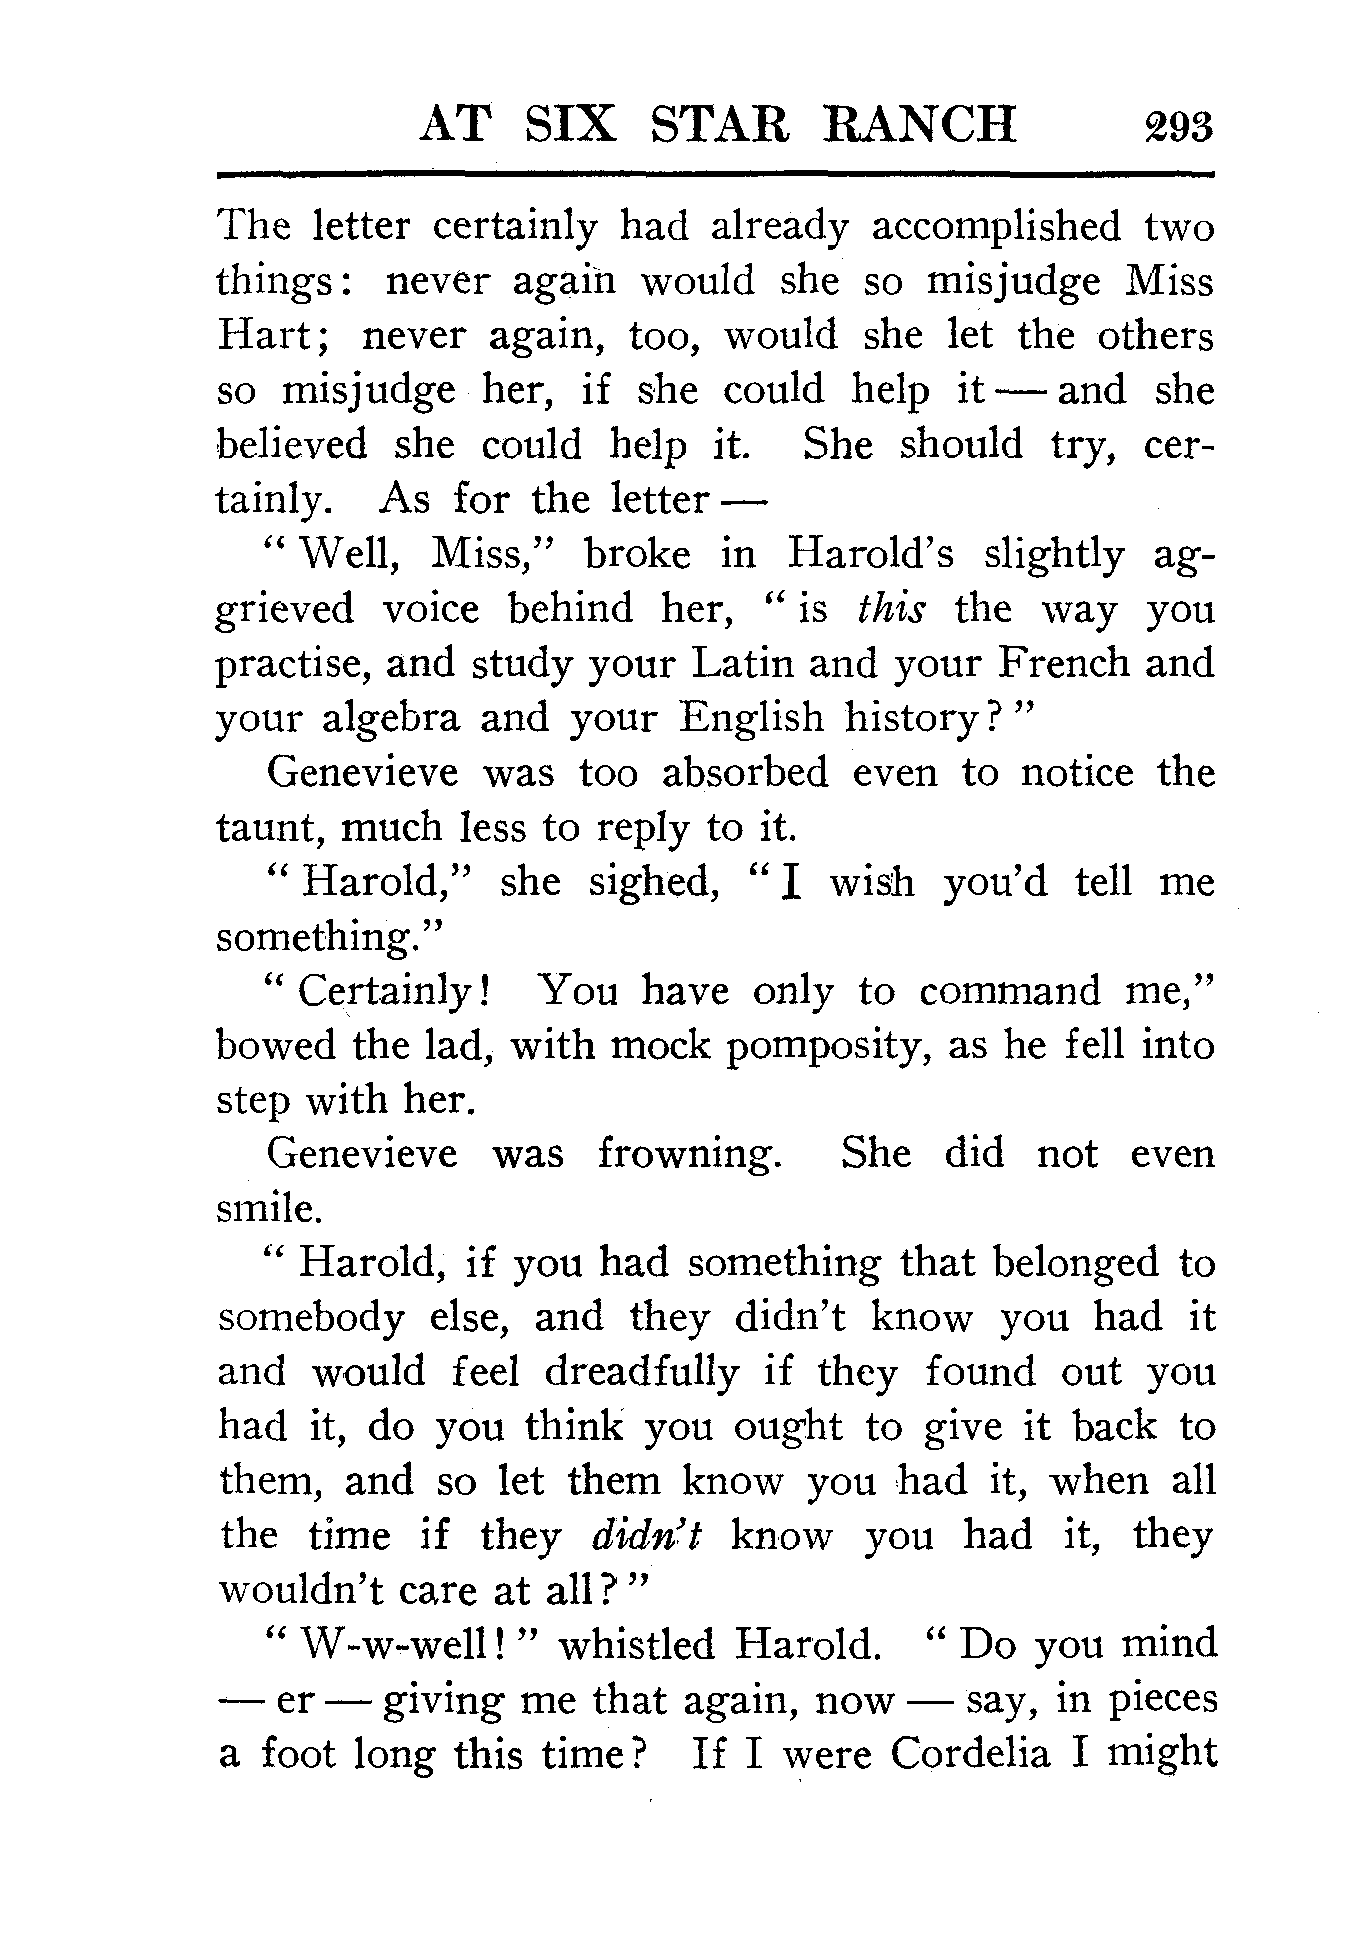 AT SIX STAR RANCH 293
The letter certainly had already accomplished two
things: never again would she so misjudge Miss
Hart; never again, too, would she let the others
so misjudge her, if she could help it — and she
believed she could help it. She should try, cer-
tainly. As for the letter —
" Well, Miss," broke in Harold's slightly ag-
grieved voice behind her, " is this the way you
practise, and study your Latin and your French and
your algebra and your English history? "
Genevieve was too absorbed even to notice the
taunt, much less to reply to it.
" Harold," she sighed, " I wish you'd tell me
something."
" Certainly! You have only to command me,"
bowed the lad, with mock pomposity, as he fell into
step with her.
Genevieve was frowning. She did not even
smile.
" Harold, if you had something that belonged to
somebody else, and they didn't know you had it
and would feel dreadfully if they found out you
had it, do you think you ought to give it back to
them, and so let them know you had it, when all
the time if they didn't know you had it, they
wouldn't care at all? "
" W-w-well! " whistled Harold. " Do you mind
— er — giving me that again, now — say, in pieces
a foot long this time? If I were Cordelia I might